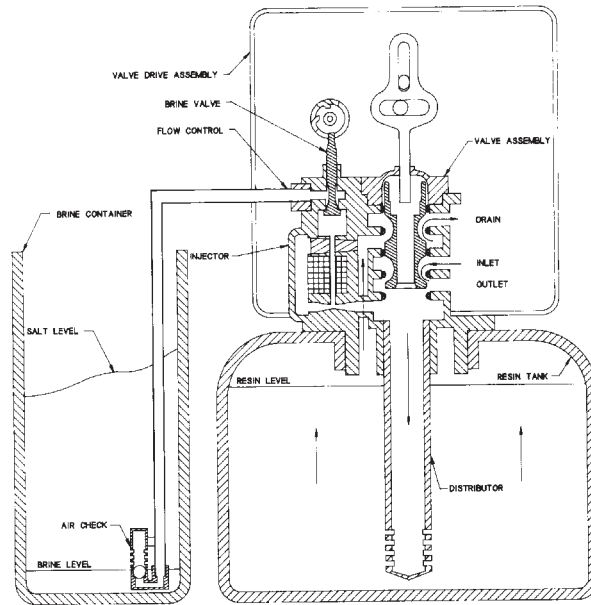 VALVE DRIVE ASSEMBLY
BRINE VALVE
FLOW CONTROL
VALVE ASSEMBLY
BRINE CONTAINER
DRAIN
INJECTOR
INLET
OUTLET
SALT LEVEL
RESIN LEVEL
RESIN TANK
DISTRIBUTOR
AIR CHECK
BRINE LEVEL